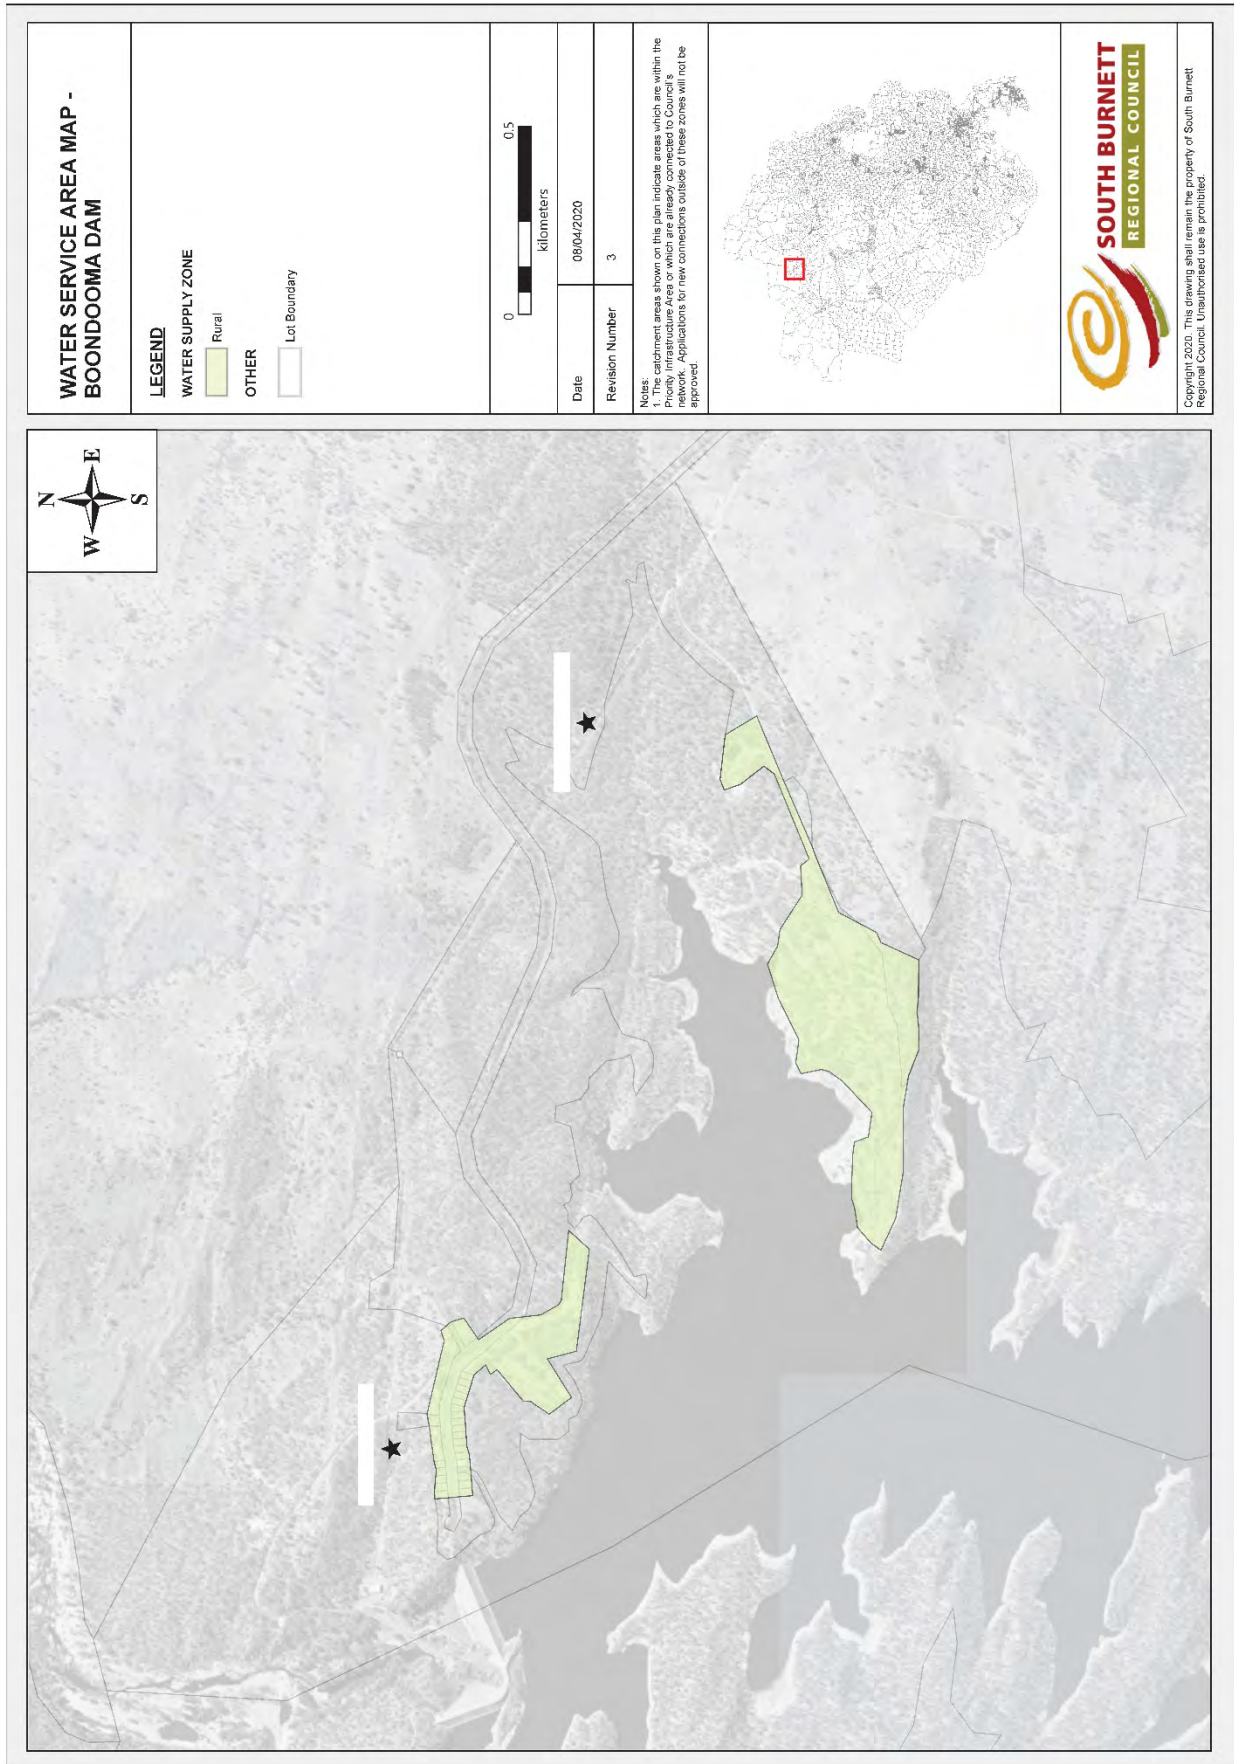 WATER SERVICE AREA MAP -
BOONDOOMA DAM
LEGEND
WATER SUPPLY ZONE
Rural
OTHER
Lot Boundary
0 0.5
kilometers
Date 08/04/2020
Revision Number 3
Notes:
1. The catchment areas shown on this plan indicate areas which are within the
Priority Infrastructure Area or which are already connected to Council's
network. Applications for new connections outside of these zones will not be
approved.
SOUTH BURNETT
REGIONAL COUNCIL
Copyright 2020. This drawing shall remain the property of South Burnett
Regional Council. Unauthorised use is prohibited.
N
W E
S